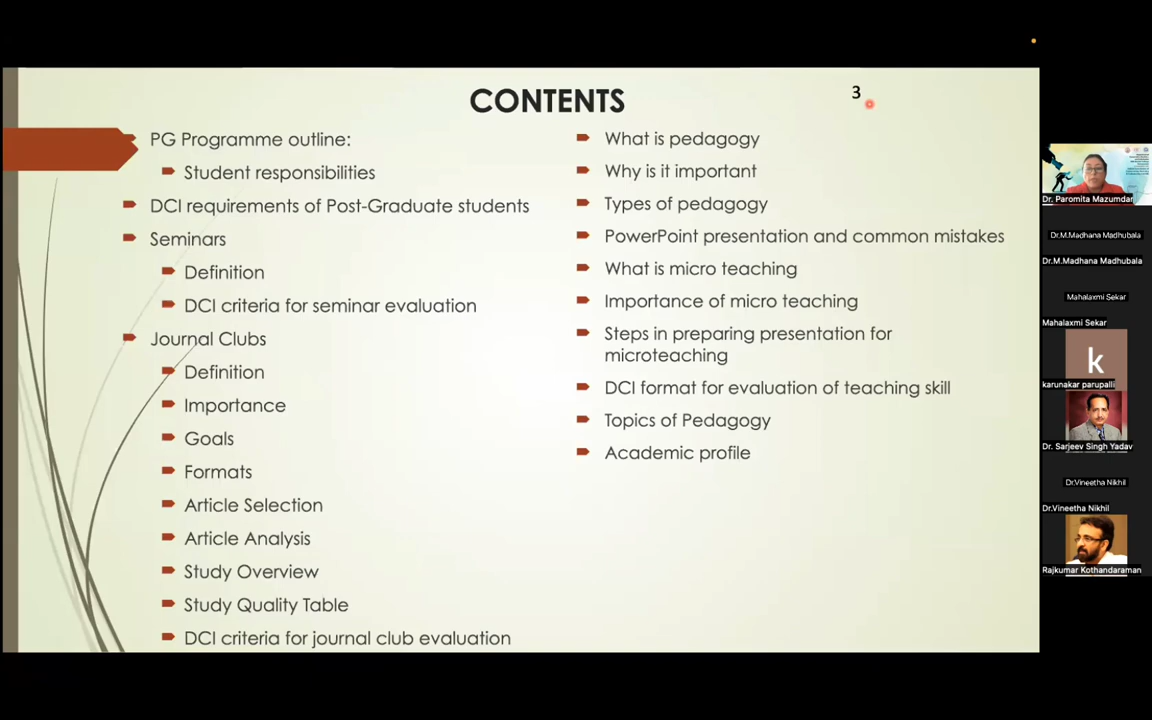 CONTENTS
3
PG Programme outline:
Student responsibilities
DCI requirements of Post-Graduate students
Seminars
Definition
DCI criteria for seminar evaluation
Journal Clubs
Definition
Importance
Goals
Formats
Article Selection
Article Analysis
Study Overview
Study Quality Table
DCI criteria for journal club evaluation
What is pedagogy
Why is it important
Types of pedagogy
PowerPoint presentation and common mistakes
What is micro teaching
Importance of micro teaching
Steps in preparing presentation for
microteaching
DCI format for evaluation of teaching skill
Topics of Pedagogy
Academic profile
Dr. Paromita Mazumdar
Dr.M.Madhana Madhubala
Dr.M.Madhana Madhubala
Mahalaxmi Sekar
Mahalaxmi Sekar
k
karunakar parupalli
Dr. Sarjeev Singh Yadav
Dr.Vineetha Nikhil
Dr.Vineetha Nikhil
Rajkumar Kothandaraman